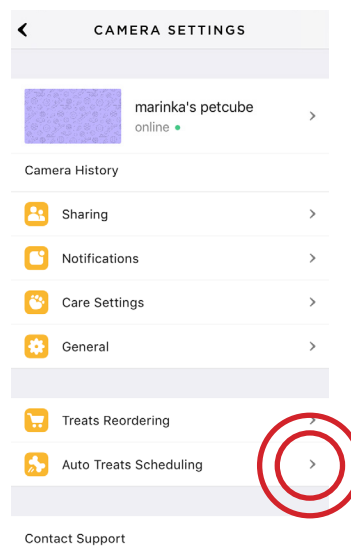 CAMERA SETTINGS
marinka's petcube
online
Camera History
Sharing
Notifications
Care Settings
General
Treats Reordering
Auto Treats Scheduling
Contact Support